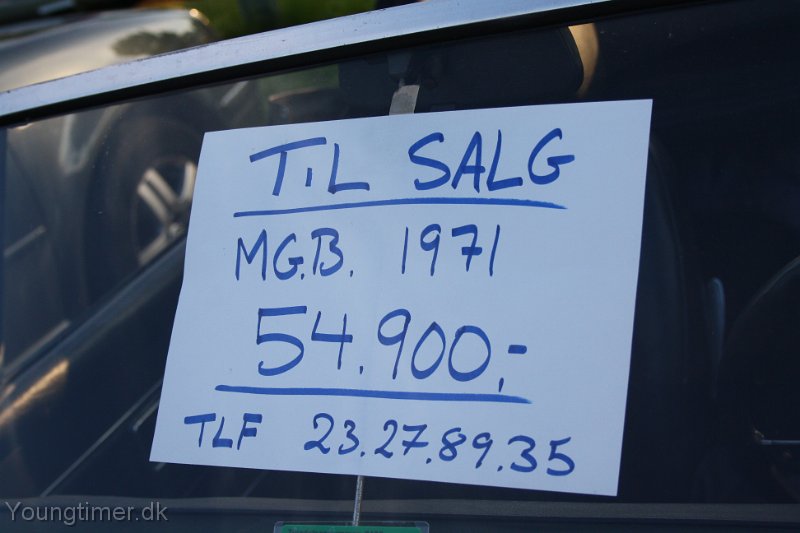 TiL SALG
MG.B. 1971
54.900,-
TLF 23.27.89.35
Youngtimer.dk